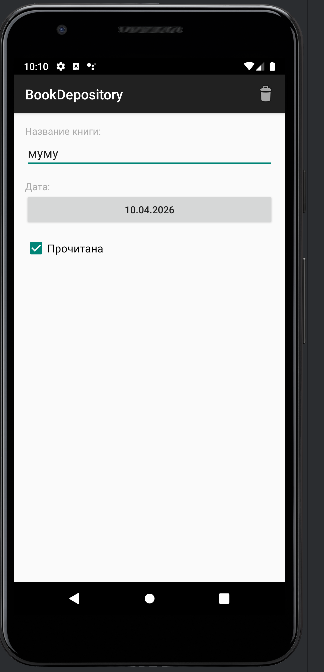 10:10
BookDepository
Название книги:
муму
Дата:
10.04.2026
Прочитана